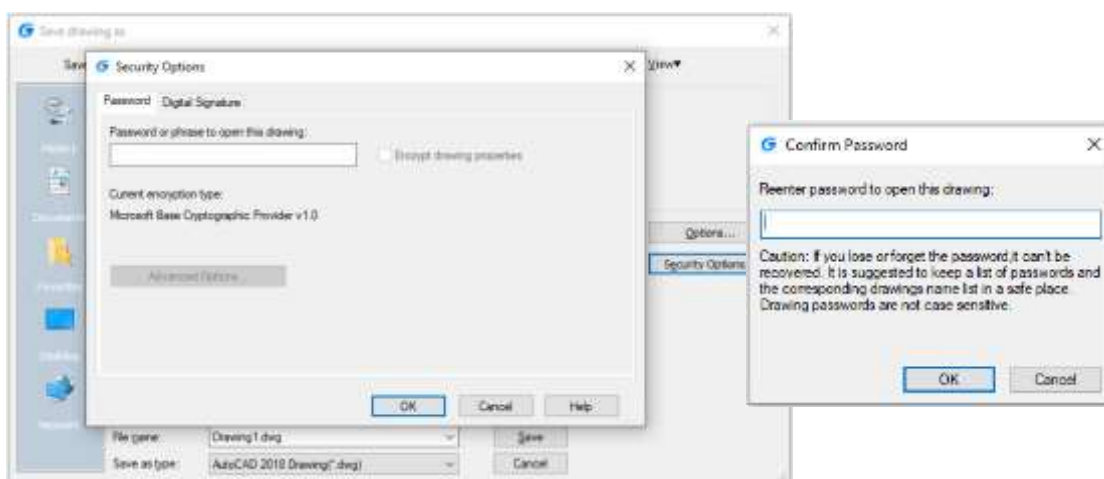 Save drawing as
Save
View▼
Security Options
Password
Digital Signature
Password or phrase to open this drawing:
Encrypt drawing properties
Current encryption type:
Microsoft Base Cryptographic Provider v1.0
Advanced Options...
OK
Cancel
Help
Options...
Security Options
File name:
Drawing1.dwg
Save
Save as type:
AutoCAD 2018 Drawing(*.dwg)
Cancel
Confirm Password
Reenter password to open this drawing:
Caution: If you lose or forget the password,it can't be
recovered. It is suggested to keep a list of passwords and
the corresponding drawings name list in a safe place.
Drawing passwords are not case sensitive.
OK
Cancel